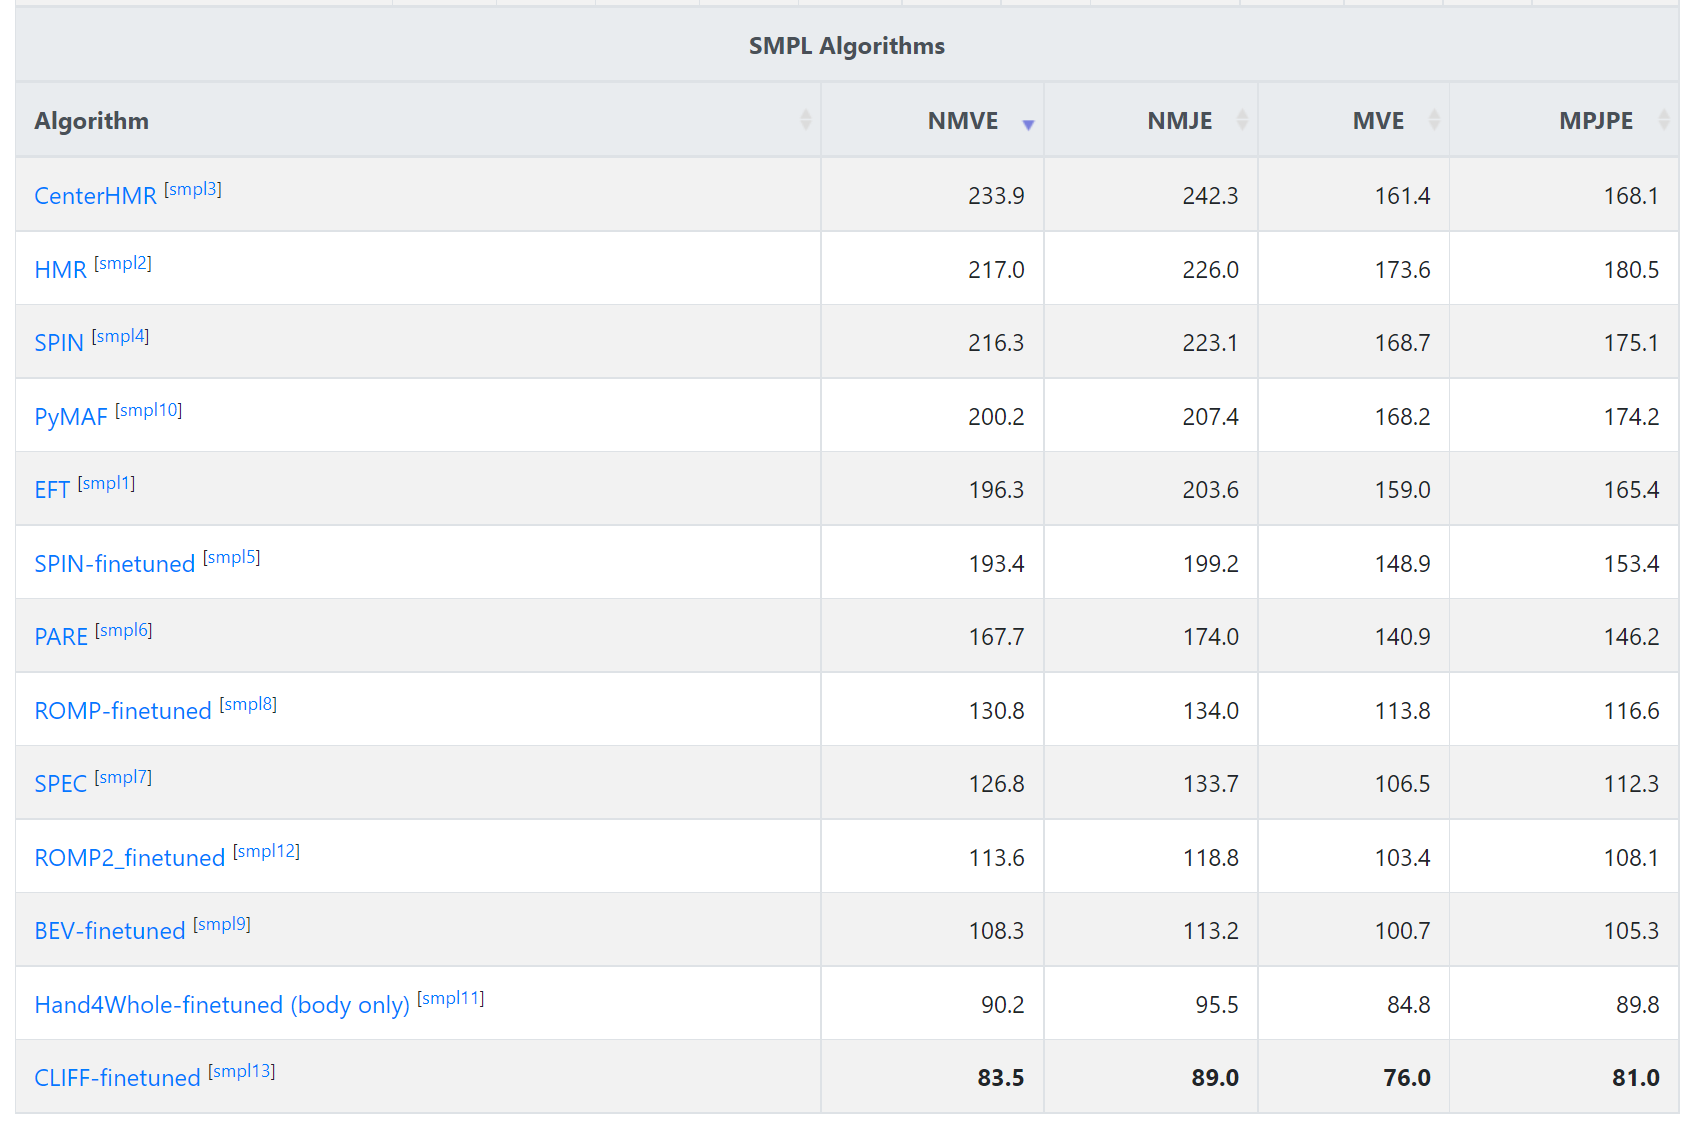 SMPL Algorithms
Algorithm NMVE NMJE MVE MPJPE
CenterHMR [smpl3] 233.9 242.3 161.4 168.1
HMR [smpl2] 217.0 226.0 173.6 180.5
SPIN [smpl4] 216.3 223.1 168.7 175.1
PyMAF [smpl10] 200.2 207.4 168.2 174.2
EFT [smpl1] 196.3 203.6 159.0 165.4
SPIN-finetuned [smpl5] 193.4 199.2 148.9 153.4
PARE [smpl6] 167.7 174.0 140.9 146.2
ROMP-finetuned [smpl8] 130.8 134.0 113.8 116.6
SPEC [smpl7] 126.8 133.7 106.5 112.3
ROMP2_finetuned [smpl12] 113.6 118.8 103.4 108.1
BEV-finetuned [smpl9] 108.3 113.2 100.7 105.3
Hand4Whole-finetuned (body only) [smpl11] 90.2 95.5 84.8 89.8
CLIFF-finetuned [smpl13] 83.5 89.0 76.0 81.0